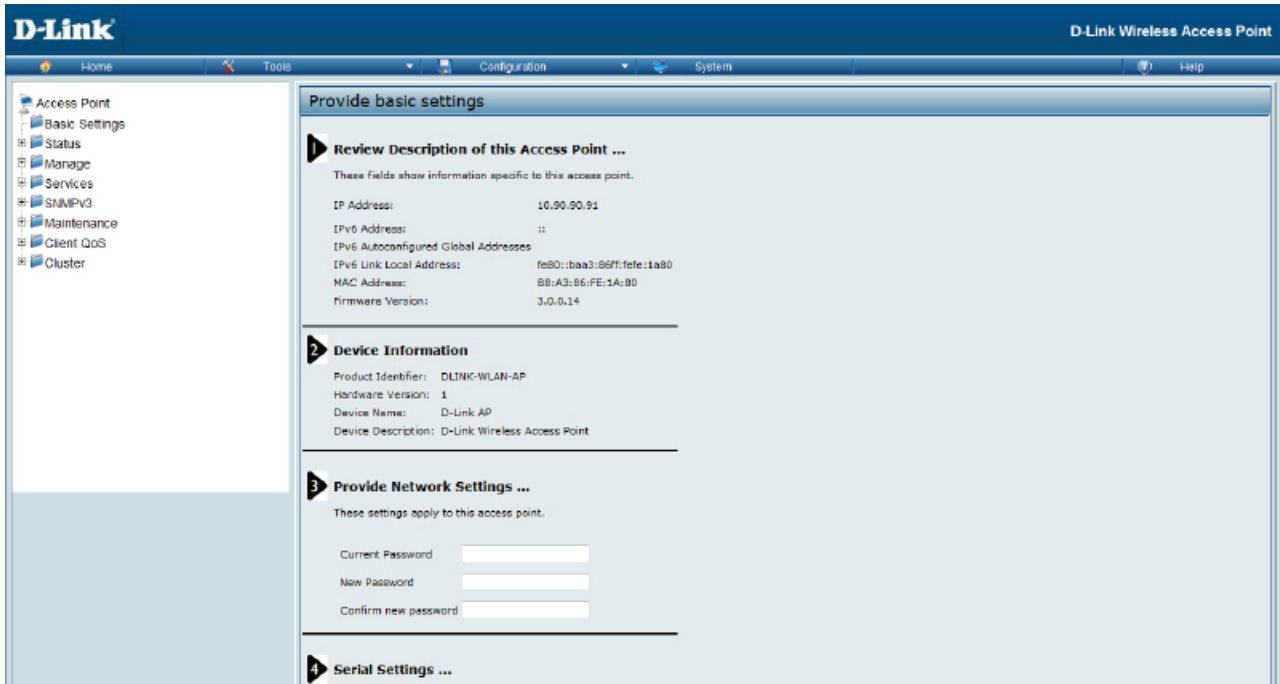 D-Link
D-Link Wireless Access Point
Home Tools Configuration System Help
Access Point
Basic Settings
Status
Manage
Services
SNMPv3
Maintenance
Client QoS
Cluster
Provide basic settings
1 Review Description of this Access Point ...
These fields show information specific to this access point.
IP Address: 10.90.90.91
IPv6 Address: ::
IPv6 Autoconfigured Global Addresses
IPv6 Link Local Address: fe80::baa3:86ff:fefe:1a80
MAC Address: B8:A3:86:FE:1A:80
Firmware Version: 3.0.0.14
2 Device Information
Product Identifier: DLINK-WLAN-AP
Hardware Version: 1
Device Name: D-Link AP
Device Description: D-Link Wireless Access Point
3 Provide Network Settings ...
These settings apply to this access point.
Current Password
New Password
Confirm new password
4 Serial Settings ...